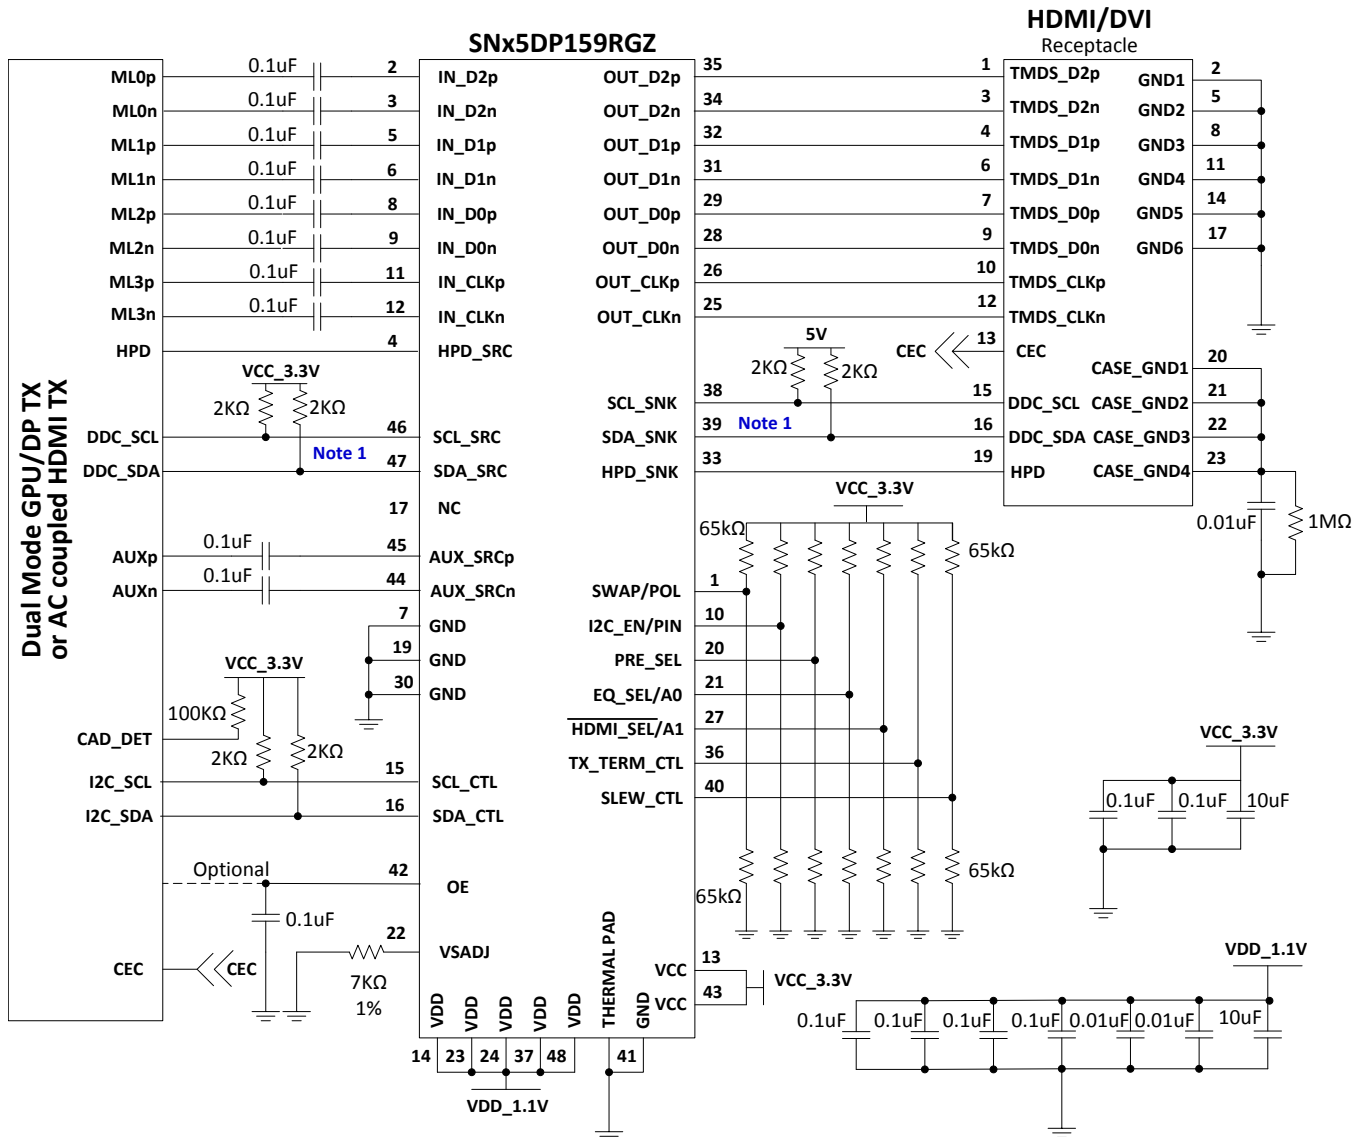 HDMI/DVI
Receptacle
SNx5DP159RGZ
Dual Mode GPU/DP TX
or AC coupled HDMI TX
ML0p 0.1uF 2 IN_D2p OUT_D2p 35 1 TMDS_D2p GND1 2
ML0n 0.1uF 3 IN_D2n OUT_D2n 34 3 TMDS_D2n GND2 5
ML1p 0.1uF 5 IN_D1p OUT_D1p 32 4 TMDS_D1p GND3 8
ML1n 0.1uF 6 IN_D1n OUT_D1n 31 6 TMDS_D1n GND4 11
ML2p 0.1uF 8 IN_D0p OUT_D0p 29 7 TMDS_D0p GND5 14
ML2n 0.1uF 9 IN_D0n OUT_D0n 28 9 TMDS_D0n GND6 17
ML3p 0.1uF 11 IN_CLKp OUT_CLKp 26 10 TMDS_CLKp
ML3n 0.1uF 12 IN_CLKn OUT_CLKn 25 12 TMDS_CLKn
HPD 4 HPD_SRC 5V CEC 13 CEC
VCC_3.3V 2KΩ 2KΩ CASE_GND1 20
2KΩ 2KΩ SCL_SNK 38 15 DDC_SCL CASE_GND2 21
DDC_SCL 46 SCL_SRC SDA_SNK 39 Note 1 16 DDC_SDA CASE_GND3 22
DDC_SDA Note 1 47 SDA_SRC HPD_SNK 33 19 HPD CASE_GND4 23
17 NC VCC_3.3V 0.01uF 1MΩ
65kΩ 65kΩ
AUXp 0.1uF 45 AUX_SRCp
AUXn 0.1uF 44 AUX_SRCn SWAP/POL 1
7 GND I2C_EN/PIN 10
19 GND PRE_SEL 20
VCC_3.3V
30 GND EQ_SEL/A0 21
100KΩ
CAD_DET HDMI_SEL/A1 27 VCC_3.3V
2KΩ 2KΩ
I2C_SCL 15 SCL_CTL TX_TERM_CTL 36
I2C_SDA 16 SDA_CTL SLEW_CTL 40 0.1uF 0.1uF 10uF
Optional 42 OE 65kΩ 65kΩ
0.1uF
22 VSADJ
CEC CEC 7KΩ
1%
VDD VDD VDD VDD VDD THERMAL PAD GND
VCC 13
VCC 43 VCC_3.3V
VDD_1.1V
0.1uF 0.1uF 0.1uF 0.1uF 0.01uF 0.01uF 10uF
14 23 24 37 48 41
VDD_1.1V